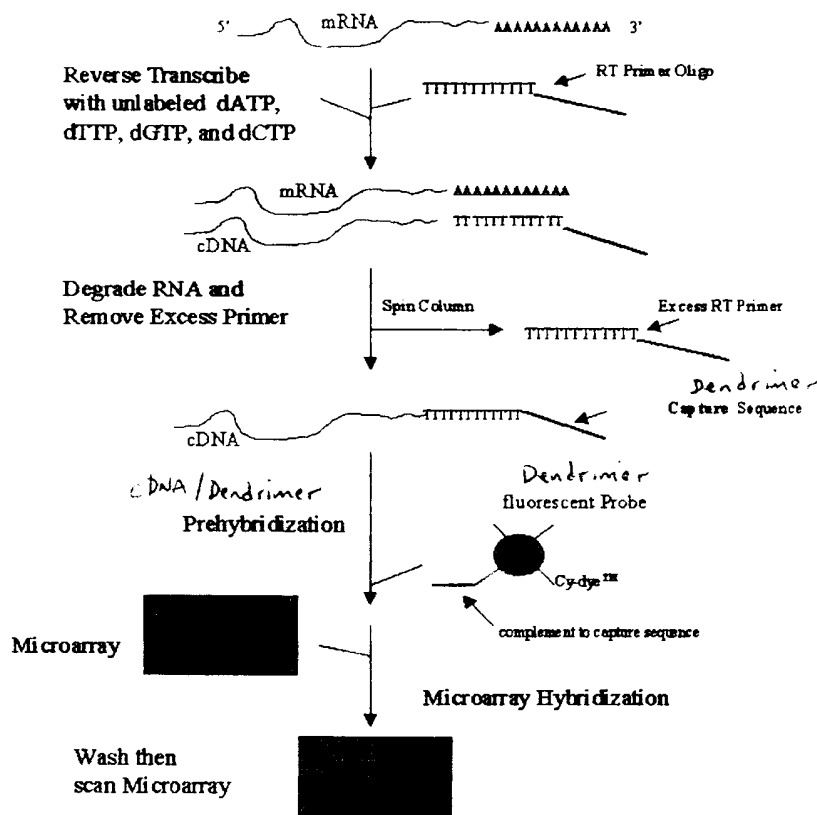 5' mRNA AAAAAAAAAAAA 3'
Reverse Transcribe
with unlabeled dATP,
dTTP, dGTP, and dCTP
RT Primer Oligo
TTTTTTTTTTT
mRNA AAAAAAAAAAAA
cDNA TTTTTTTTTTT
Degrade RNA and
Remove Excess Primer
Spin Column
Excess RT Primer
TTTTTTTTTTT
Dendrimer
Capture Sequence
cDNA TTTTTTTTTTT
cDNA/Dendrimer
Prehybridization
Dendrimer
fluorescent Probe
Cy-dye™
complement to capture sequence
Microarray
Microarray Hybridization
Wash then
scan Microarray